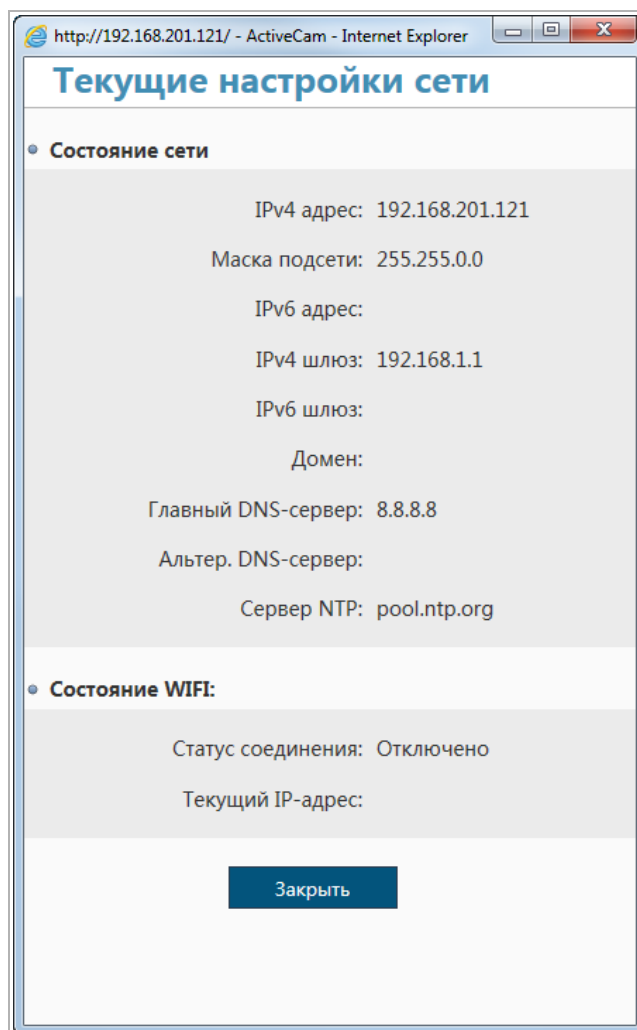 http://192.168.201.121/ - ActiveCam - Internet Explorer
Текущие настройки сети
Состояние сети
IPv4 адрес: 192.168.201.121
Маска подсети: 255.255.0.0
IPv6 адрес:
IPv4 шлюз: 192.168.1.1
IPv6 шлюз:
Домен:
Главный DNS-сервер: 8.8.8.8
Альтер. DNS-сервер:
Сервер NTP: pool.ntp.org
Состояние WIFI:
Статус соединения: Отключено
Текущий IP-адрес:
Закрыть